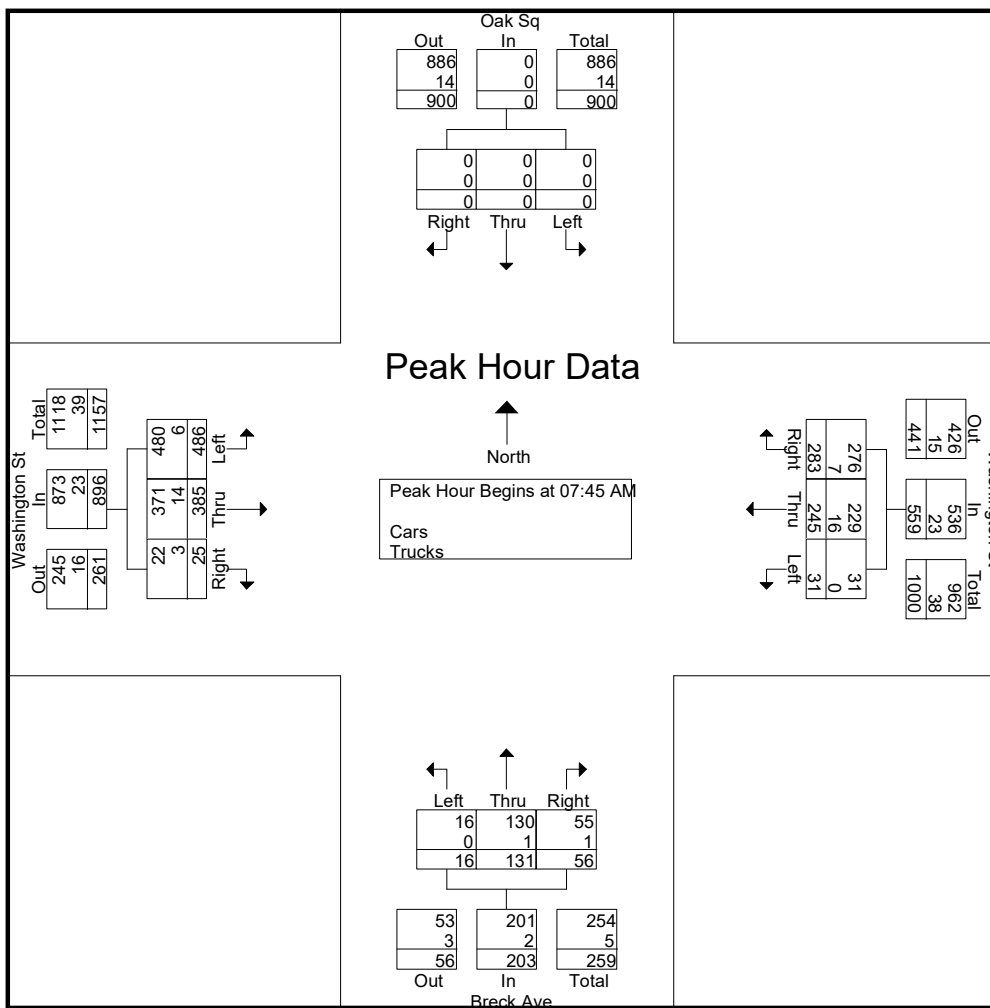 Oak Sq
Out In Total
886 0 886
14 0 14
900 0 900
0 0 0
0 0 0
0 0 0
Right Thru Left
Peak Hour Data
North
Peak Hour Begins at 07:45 AM
Cars
Trucks
Washington St
Total In Out
1118 873 245
39 23 16
1157 896 261
480 371 22
6 14 3
486 385 25
Left Thru Right
Out In Total
426 536 962
15 23 38
441 559 1000
276 229 31
7 16 0
283 245 31
Right Thru Left
Left Thru Right
16 130 55
0 1 1
16 131 56
53 201 254
3 2 5
56 203 259
Out In Total
Breck Ave